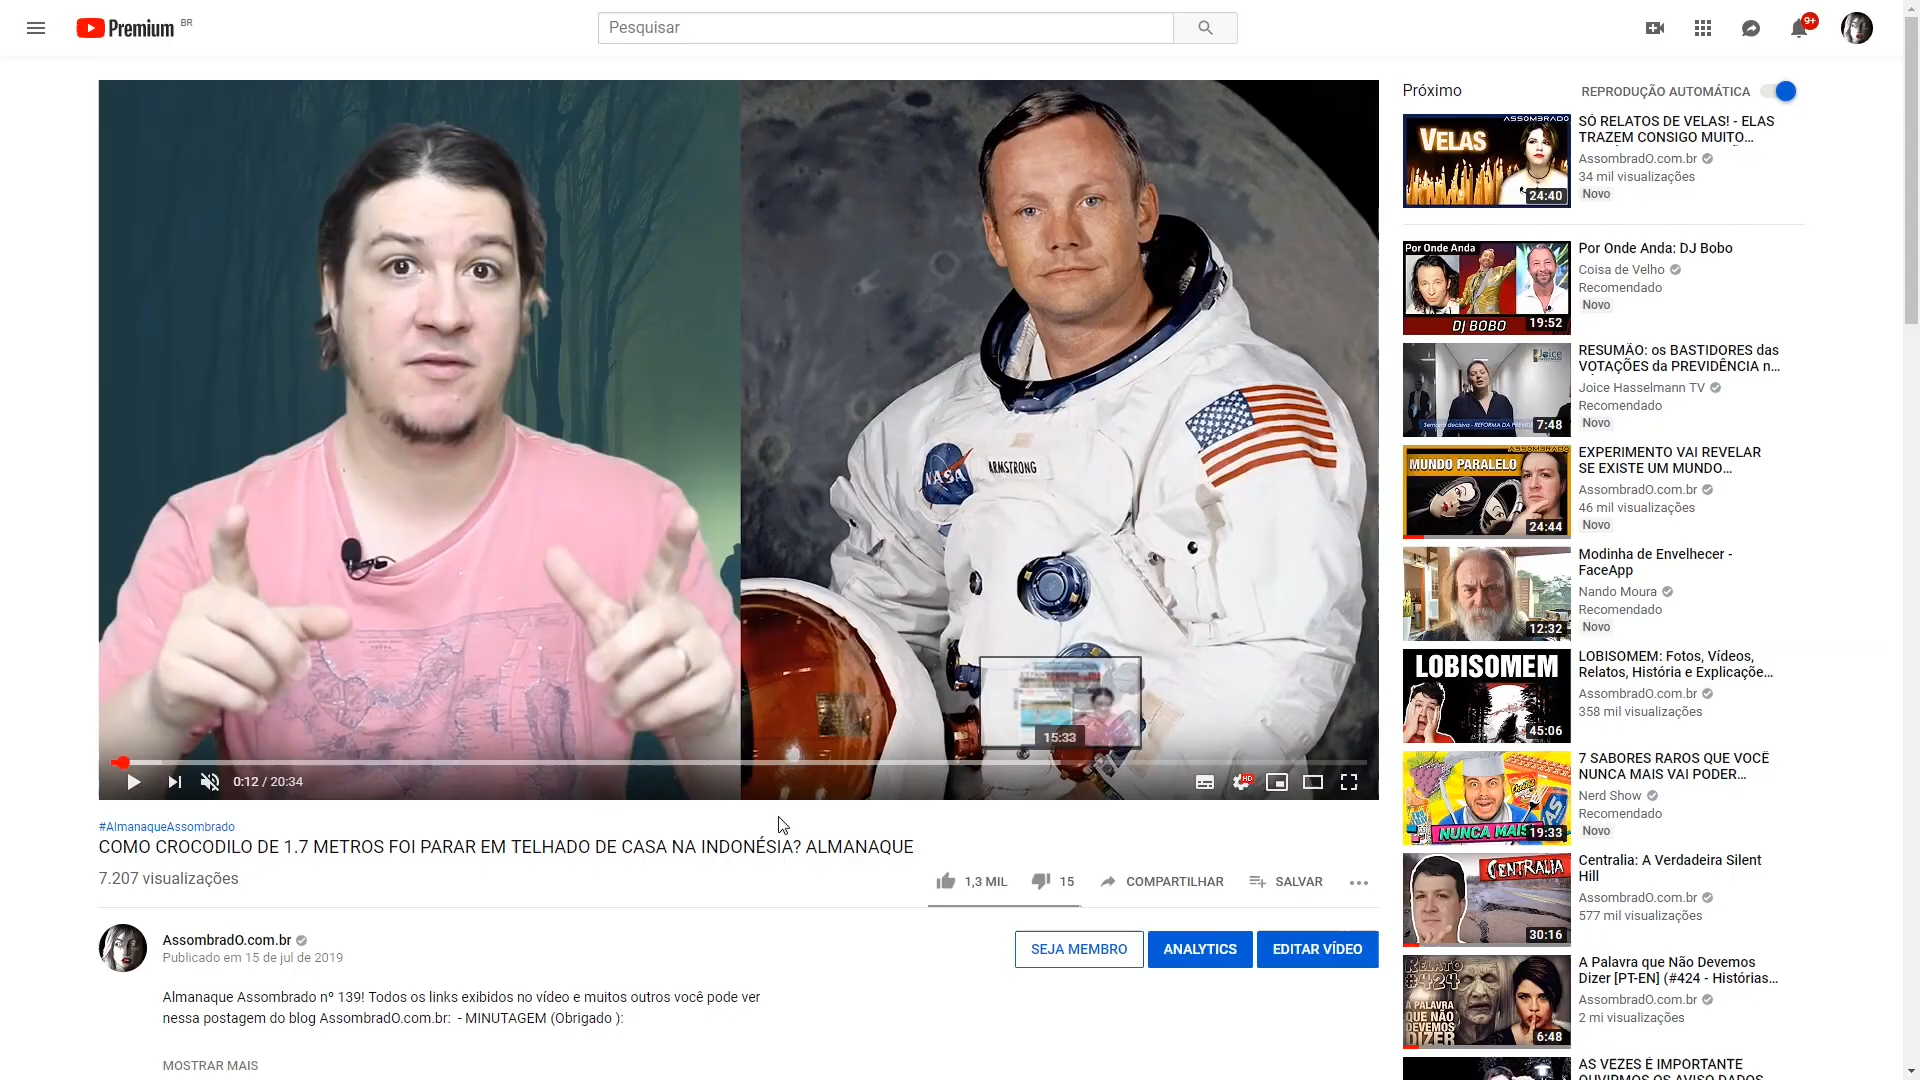 Premium BR
Pesquisar
9+
NASA
ARMSTRONG
15:33
0:12 / 20:34
HD
#AlmanaqueAssombrado
COMO CROCODILO DE 1.7 METROS FOI PARAR EM TELHADO DE CASA NA INDONÉSIA? ALMANAQUE
7.207 visualizações
1,3 MIL
15
COMPARTILHAR
SALVAR
AssombradO.com.br
Publicado em 15 de jul de 2019
SEJA MEMBRO
ANALYTICS
EDITAR VÍDEO
Almanaque Assombrado nº 139! Todos os links exibidos no vídeo e muitos outros você pode ver
nessa postagem do blog AssombradO.com.br: - MINUTAGEM (Obrigado ):
MOSTRAR MAIS
Próximo
REPRODUÇÃO AUTOMÁTICA
ASSOMBRADO
VELAS
24:40
SÓ RELATOS DE VELAS! - ELAS
TRAZEM CONSIGO MUITO...
AssombradO.com.br
34 mil visualizações
Novo
Por Onde Anda
DJ BOBO
19:52
Por Onde Anda: DJ Bobo
Coisa de Velho
Recomendado
Novo
Joice
7:48
RESUMÃO: os BASTIDORES das
VOTAÇÕES da PREVIDÊNCIA n...
Joice Hasselmann TV
Recomendado
Novo
ASSOMBRADO
MUNDO PARALELO
24:44
EXPERIMENTO VAI REVELAR
SE EXISTE UM MUNDO...
AssombradO.com.br
46 mil visualizações
Novo
12:32
Modinha de Envelhecer -
FaceApp
Nando Moura
Recomendado
Novo
LOBISOMEM
45:06
LOBISOMEM: Fotos, Vídeos,
Relatos, História e Explicaçõe...
AssombradO.com.br
358 mil visualizações
NUNCA MAIS
19:33
7 SABORES RAROS QUE VOCÊ
NUNCA MAIS VAI PODER...
Nerd Show
Recomendado
Novo
CENTRALIA
30:16
Centralia: A Verdadeira Silent
Hill
AssombradO.com.br
577 mil visualizações
RELATO
#424
A PALAVRA
QUE NÃO
DEVEMOS
DIZER
6:48
A Palavra que Não Devemos
Dizer [PT-EN] (#424 - Histórias...
AssombradO.com.br
2 mi visualizações
AS VEZES É IMPORTANTE
OUVIRMOS OS AVISO DADOS